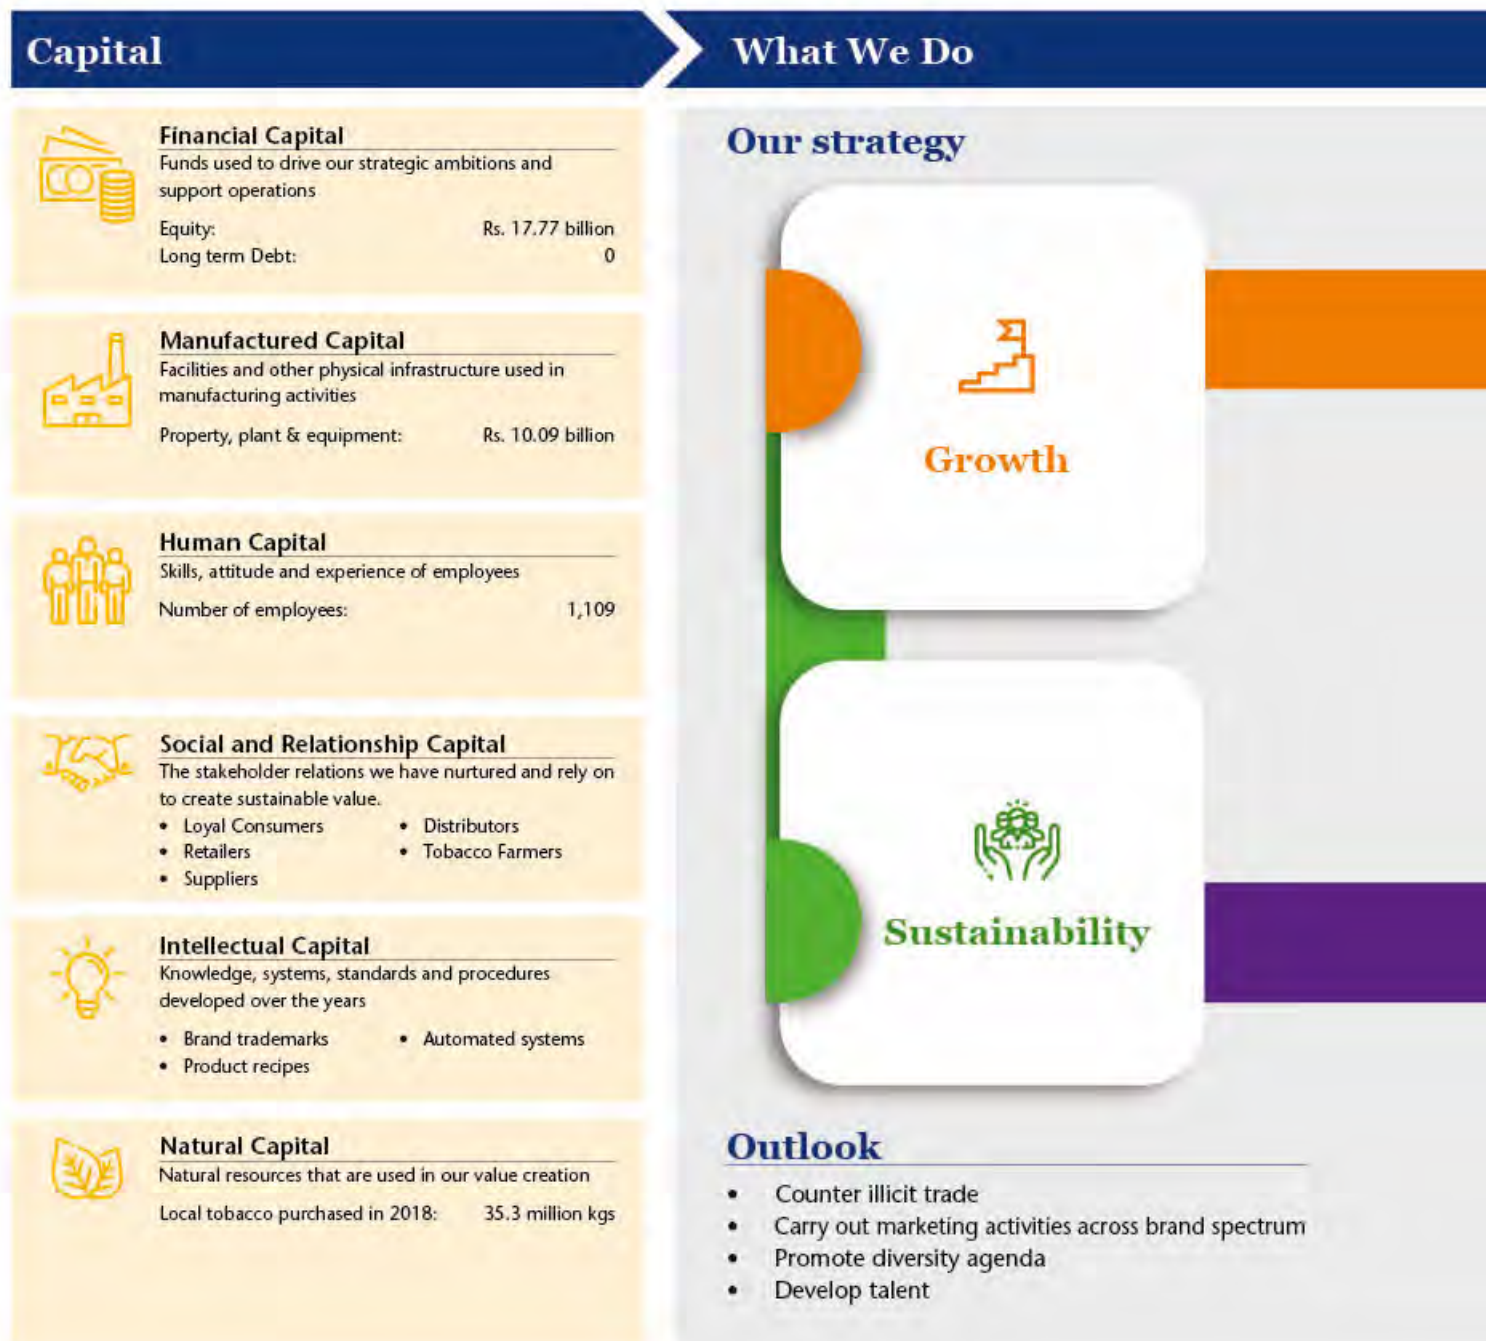 Capital
What We Do
Financial Capital
Funds used to drive our strategic ambitions and
support operations
Equity: Rs. 17.77 billion
Long term Debt: 0
Manufactured Capital
Facilities and other physical infrastructure used in
manufacturing activities
Property, plant & equipment: Rs. 10.09 billion
Human Capital
Skills, attitude and experience of employees
Number of employees: 1,109
Social and Relationship Capital
The stakeholder relations we have nurtured and rely on
to create sustainable value.
• Loyal Consumers • Distributors
• Retailers • Tobacco Farmers
• Suppliers
Intellectual Capital
Knowledge, systems, standards and procedures
developed over the years
• Brand trademarks • Automated systems
• Product recipes
Natural Capital
Natural resources that are used in our value creation
Local tobacco purchased in 2018: 35.3 million kgs
Our strategy
Growth
Sustainability
Outlook
• Counter illicit trade
• Carry out marketing activities across brand spectrum
• Promote diversity agenda
• Develop talent